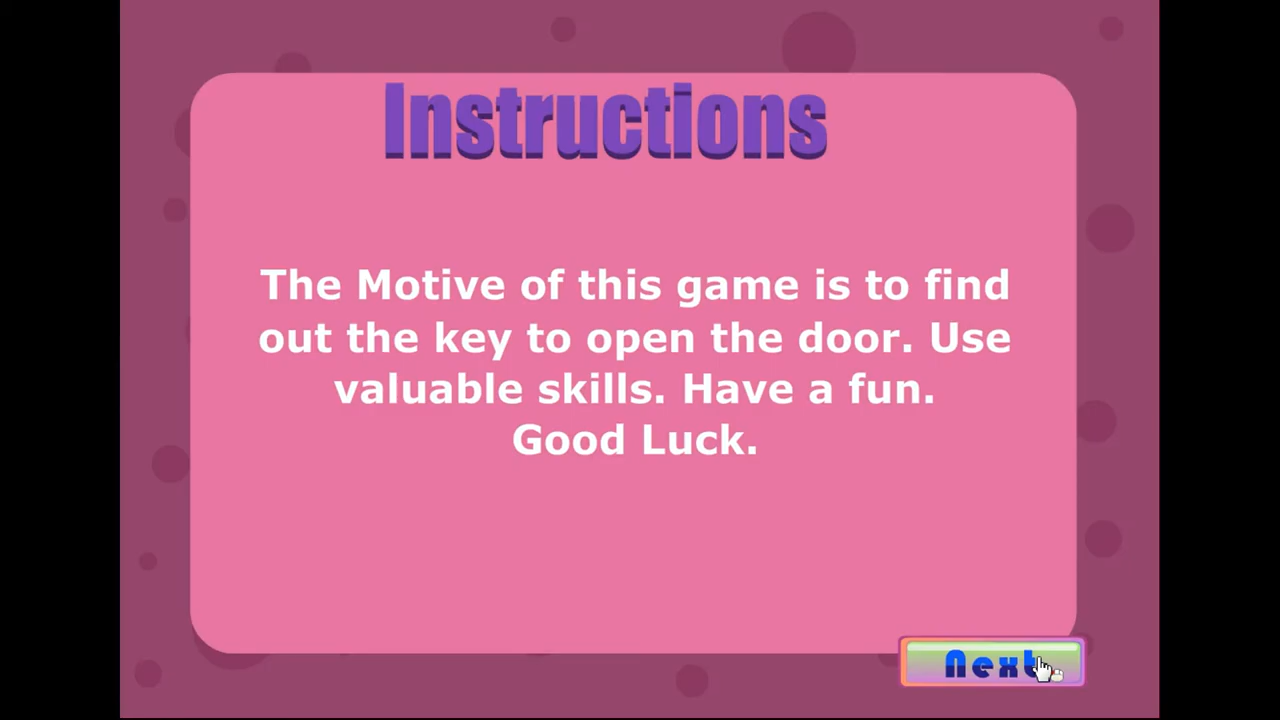 Instructions
The Motive of this game is to find
out the key to open the door. Use
valuable skills. Have a fun.
Good Luck.
Next